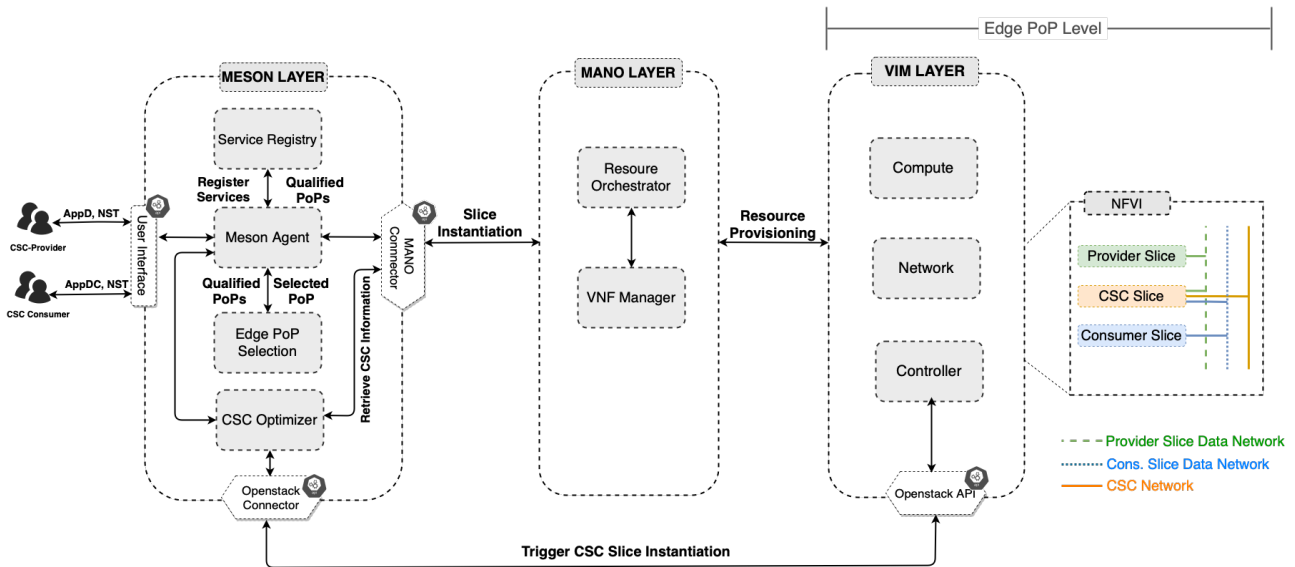 Edge PoP Level
MESON LAYER
MANO LAYER
VIM LAYER
Service Registry
Register
Services
Qualified
PoPs
CSC-Provider
AppD, NST
CSC Consumer
AppDC, NST
User Interface
Meson Agent
MANO
Connnector
Qualified
PoPs
Selected
PoP
Edge PoP
Selection
Retrieve CSC Information
CSC Optimizer
Openstack
Connector
Slice
Instantiation
Resoure
Orchestrator
VNF Manager
Resource
Provisioning
Compute
Network
Controller
Openstack API
Trigger CSC Slice Instantiation
NFVI
Provider Slice
CSC Slice
Consumer Slice
Provider Slice Data Network
Cons. Slice Data Network
CSC Network